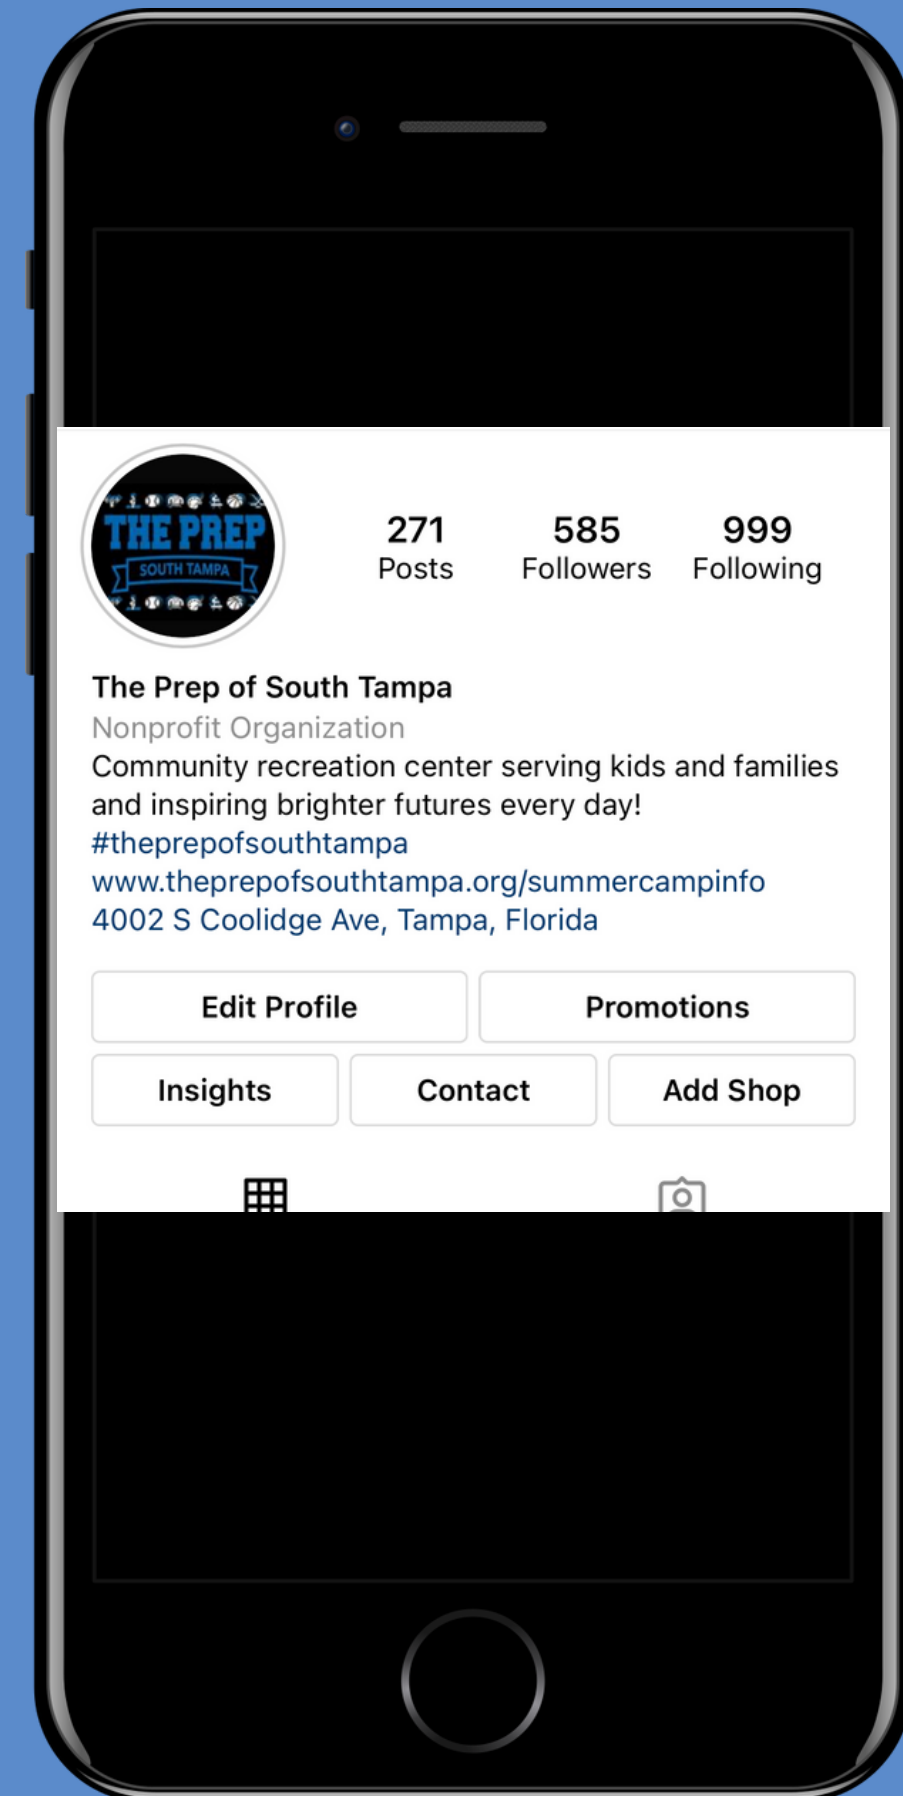 THE PREP
SOUTH TAMPA
271 585 999
Posts Followers Following
The Prep of South Tampa
Nonprofit Organization
Community recreation center serving kids and families
and inspiring brighter futures every day!
#theprepofsouthtampa
www.theprepofsouthtampa.org/summercampinfo
4002 S Coolidge Ave, Tampa, Florida
Edit Profile Promotions
Insights Contact Add Shop